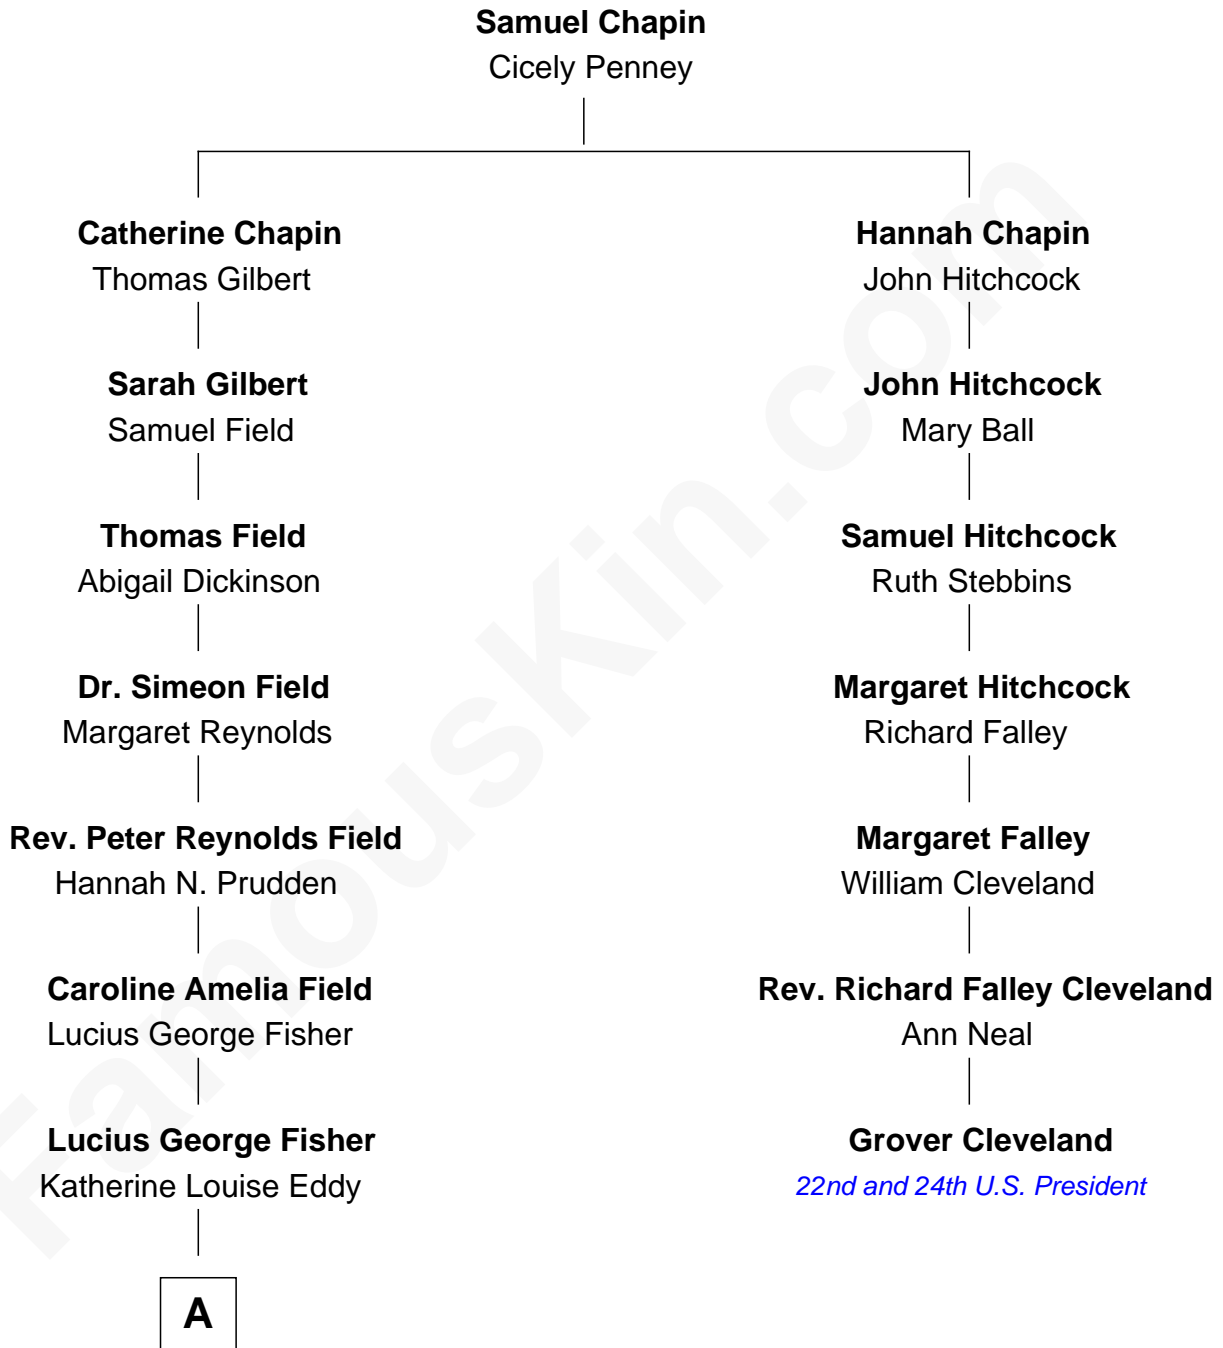 Samuel Chapin
Cicely Penney
Catherine Chapin
Thomas Gilbert
Sarah Gilbert
Samuel Field
Thomas Field
Abigail Dickinson
Dr. Simeon Field
Margaret Reynolds
Rev. Peter Reynolds Field
Hannah N. Prudden
Caroline Amelia Field
Lucius George Fisher
Lucius George Fisher
Katherine Louise Eddy
A
Hannah Chapin
John Hitchcock
John Hitchcock
Mary Ball
Samuel Hitchcock
Ruth Stebbins
Margaret Hitchcock
Richard Falley
Margaret Falley
William Cleveland
Rev. Richard Falley Cleveland
Ann Neal
Grover Cleveland
22nd and 24th U.S. President
FamousKin.com